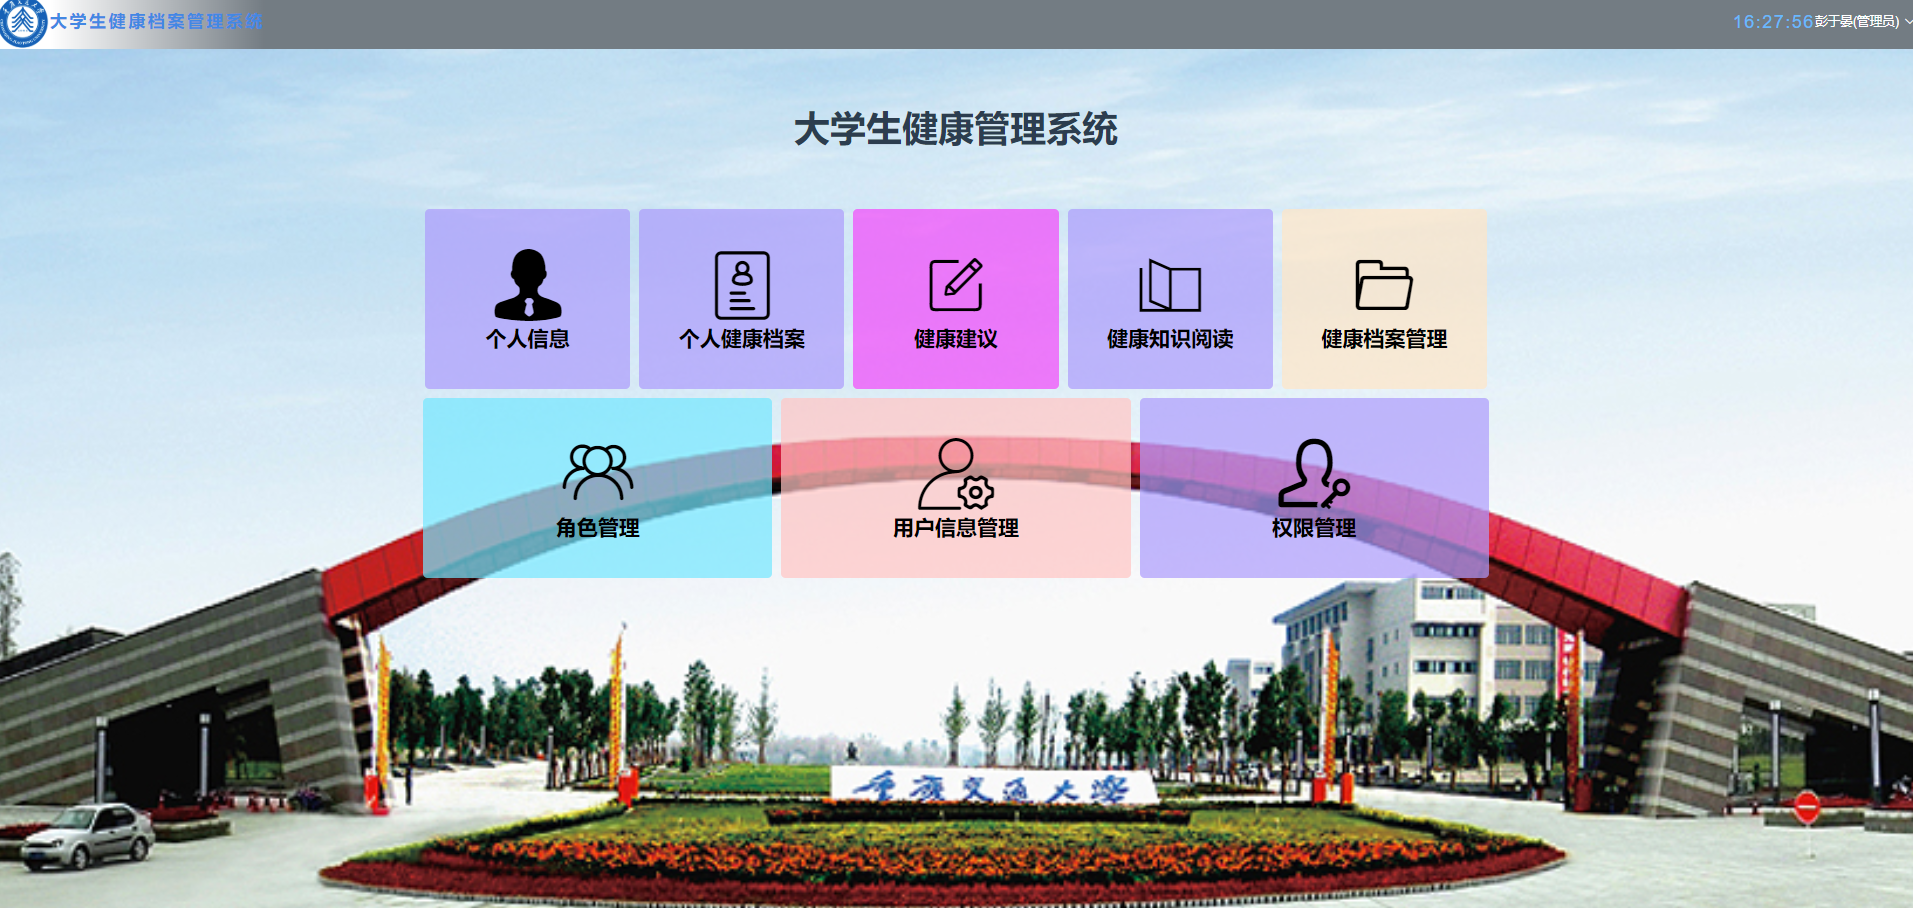 大学生健康档案管理系统
16:27:56彭于晏(管理员)
大学生健康管理系统
个人信息
个人健康档案
健康建议
健康知识阅读
健康档案管理
角色管理
用户信息管理
权限管理
重庆交通大学